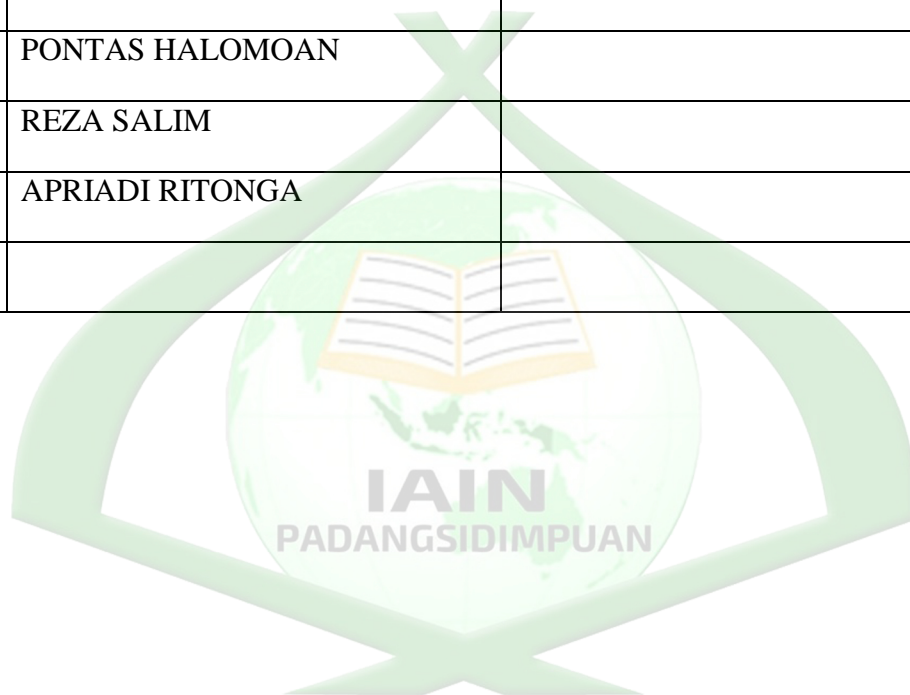 PONTAS HALOMOAN
REZA SALIM
APRIADI RITONGA
IAIN
PADANGSIDIMPUAN